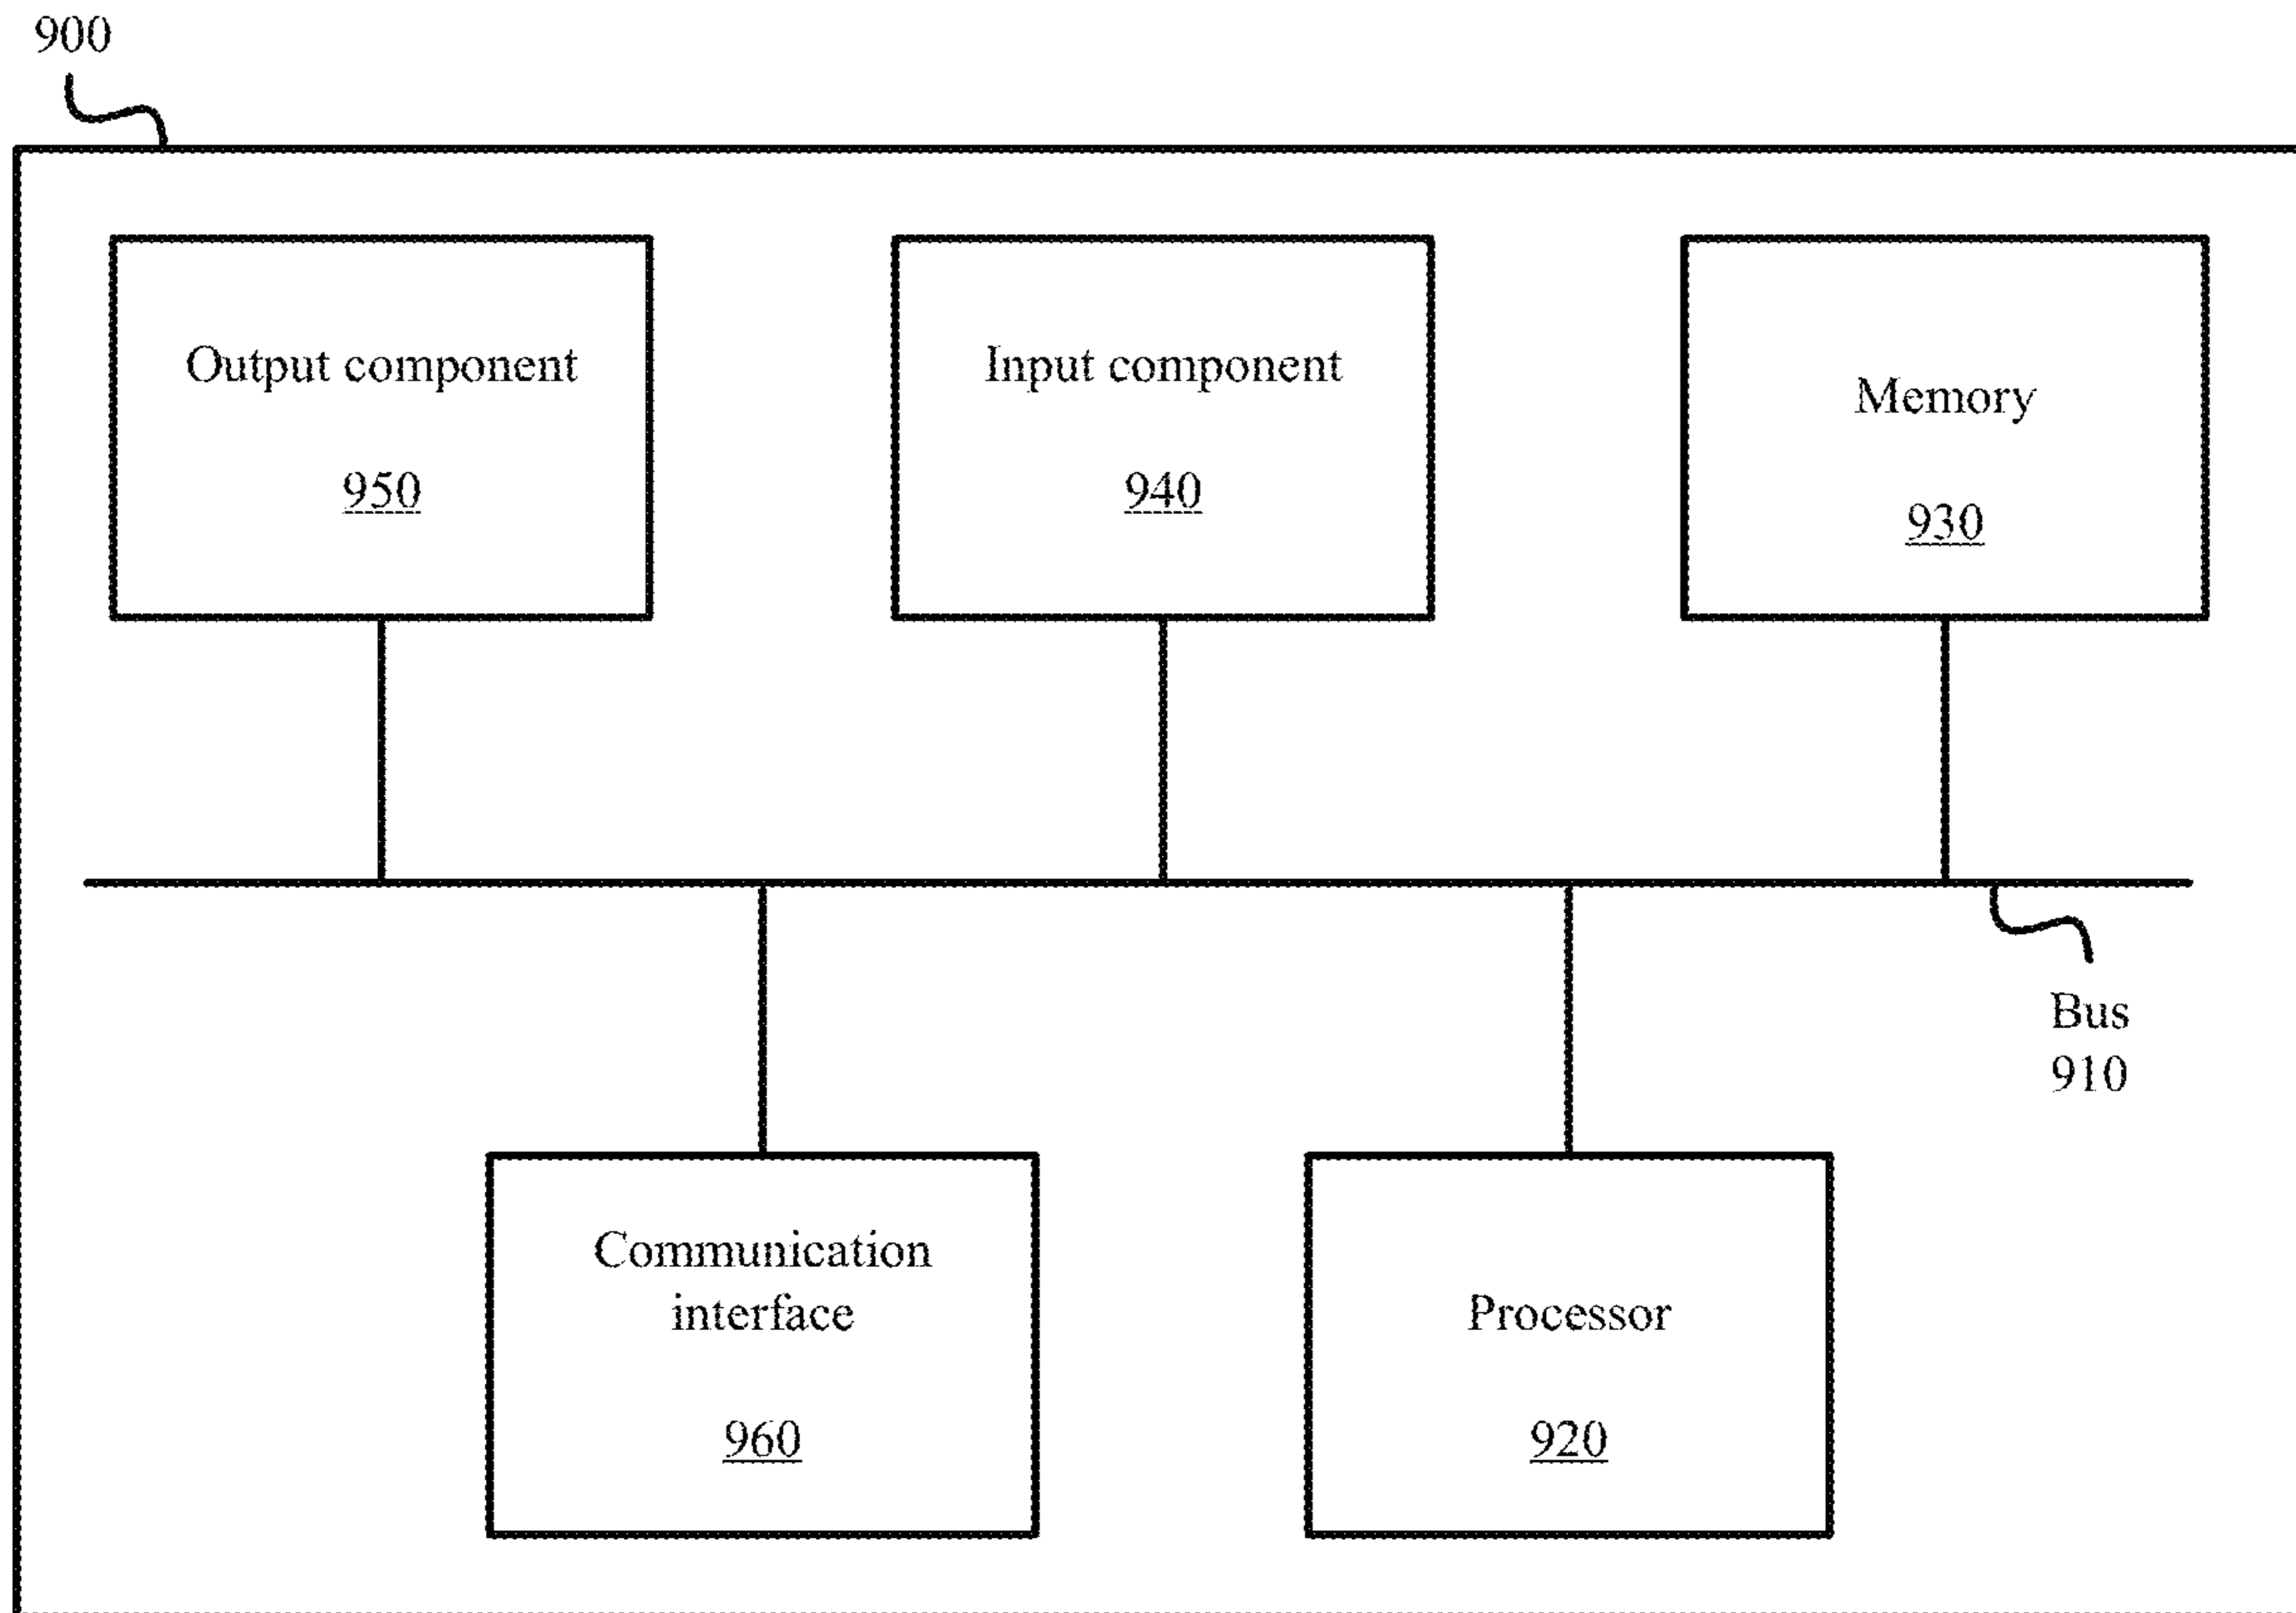 900
Output component
950
Input component
940
Memory
930
Bus
910
Communication
interface
960
Processor
920